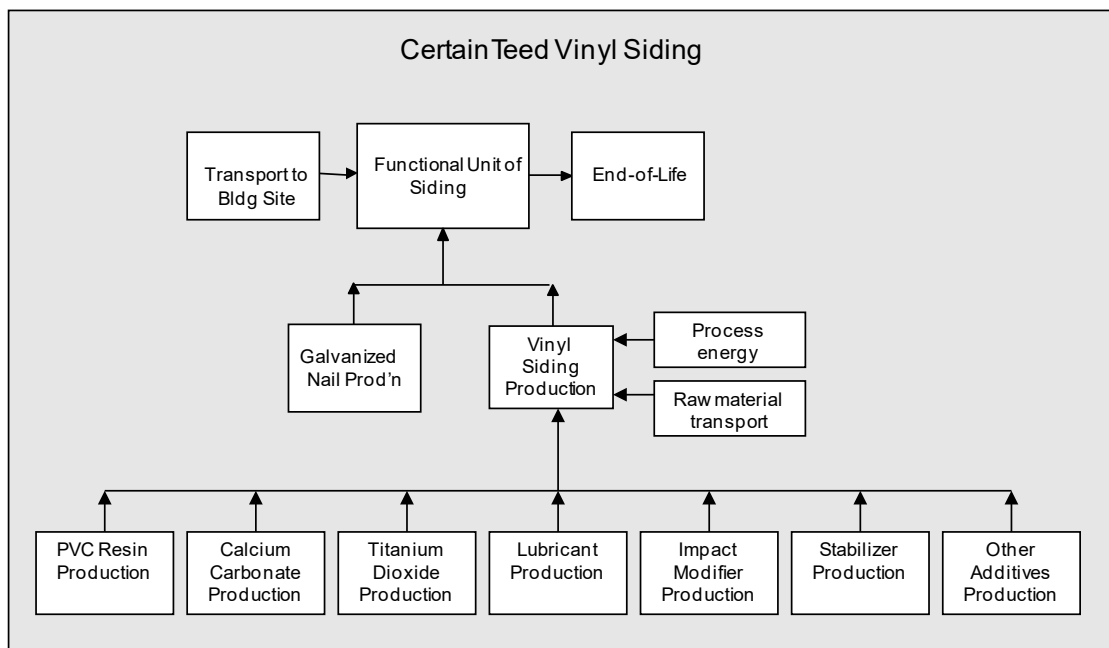 CertainTeed Vinyl Siding
Transport to
Bldg Site
Functional Unit of
Siding
End-of-Life
Galvanized
Nail Prod'n
Vinyl
Siding
Production
Process
energy
Raw material
transport
PVC Resin
Production
Calcium
Carbonate
Production
Titanium
Dioxide
Production
Lubricant
Production
Impact
Modifier
Production
Stabilizer
Production
Other
Additives
Production